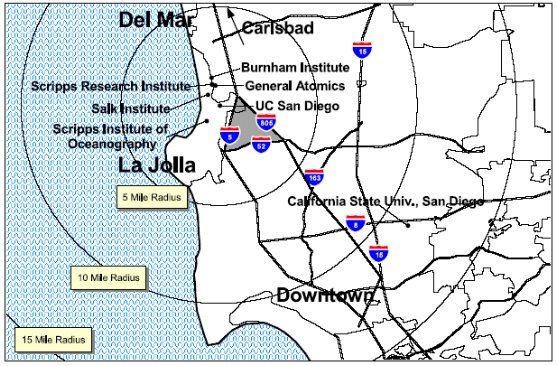 Del Mar
Carlsbad
15
Burnham Institute
Scripps Research Institute
General Atomics
Salk Institute
UC San Diego
805
Scripps Institute of
Oceanography
5
52
La Jolla
163
5 Mile Radius
California State Univ., San Diego
8
15
10 Mile Radius
Downtown
15 Mile Radius